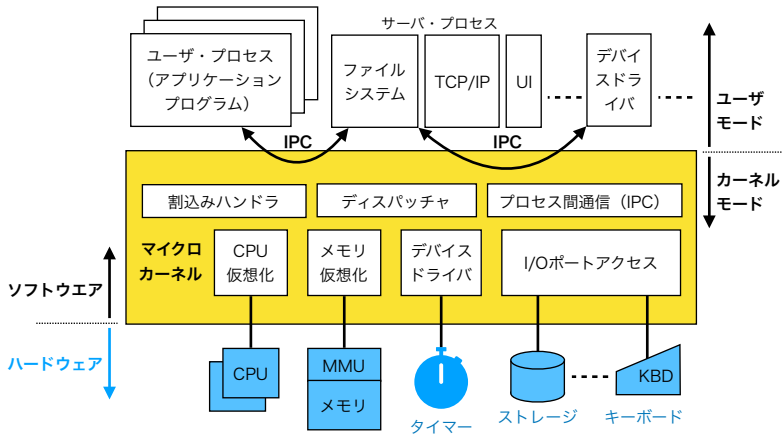 サーバ・プロセス
ユーザ・プロセス
（アプリケーション
プログラム）
ファイル
システム
TCP/IP
UI
デバイ
スドラ
イバ
ユーザ
モード
IPC
IPC
カーネル
モード
割込みハンドラ
ディスパッチャ
プロセス間通信（IPC）
マイクロ
カーネル
CPU
仮想化
メモリ
仮想化
デバイス
ドライバ
I/Oポートアクセス
ソフトウエア
ハードウェア
CPU
MMU
メモリ
タイマー
ストレージ
KBD
キーボード